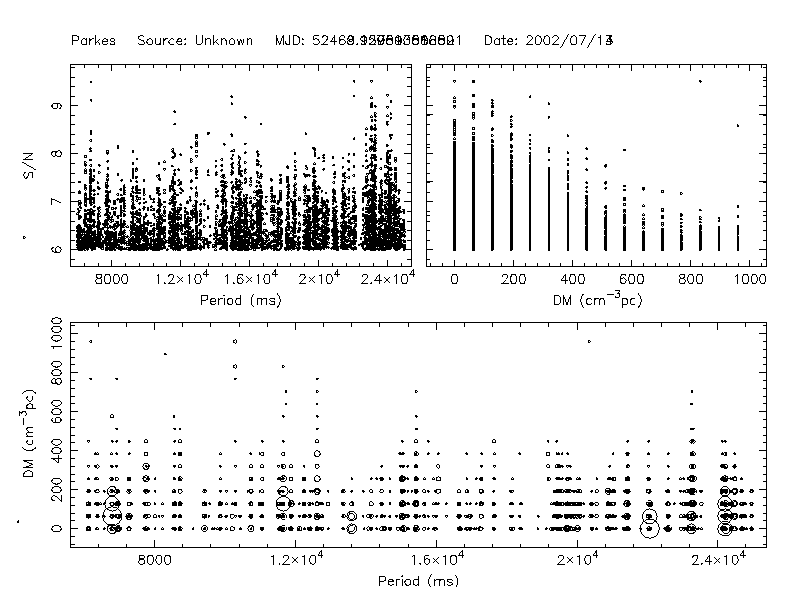 Parkes Source: Unknown MJD: Date: 2002/07/
S/N
9
8
7
6
8000 1.2×10⁴ 1.6×10⁴ 2×10⁴ 2.4×10⁴
Period (ms)
0 200 400 600 800 1000
DM (cm⁻³pc)
DM (cm⁻³pc)
1000
800
600
400
200
0
8000 1.2×10⁴ 1.6×10⁴ 2×10⁴ 2.4×10⁴
Period (ms)